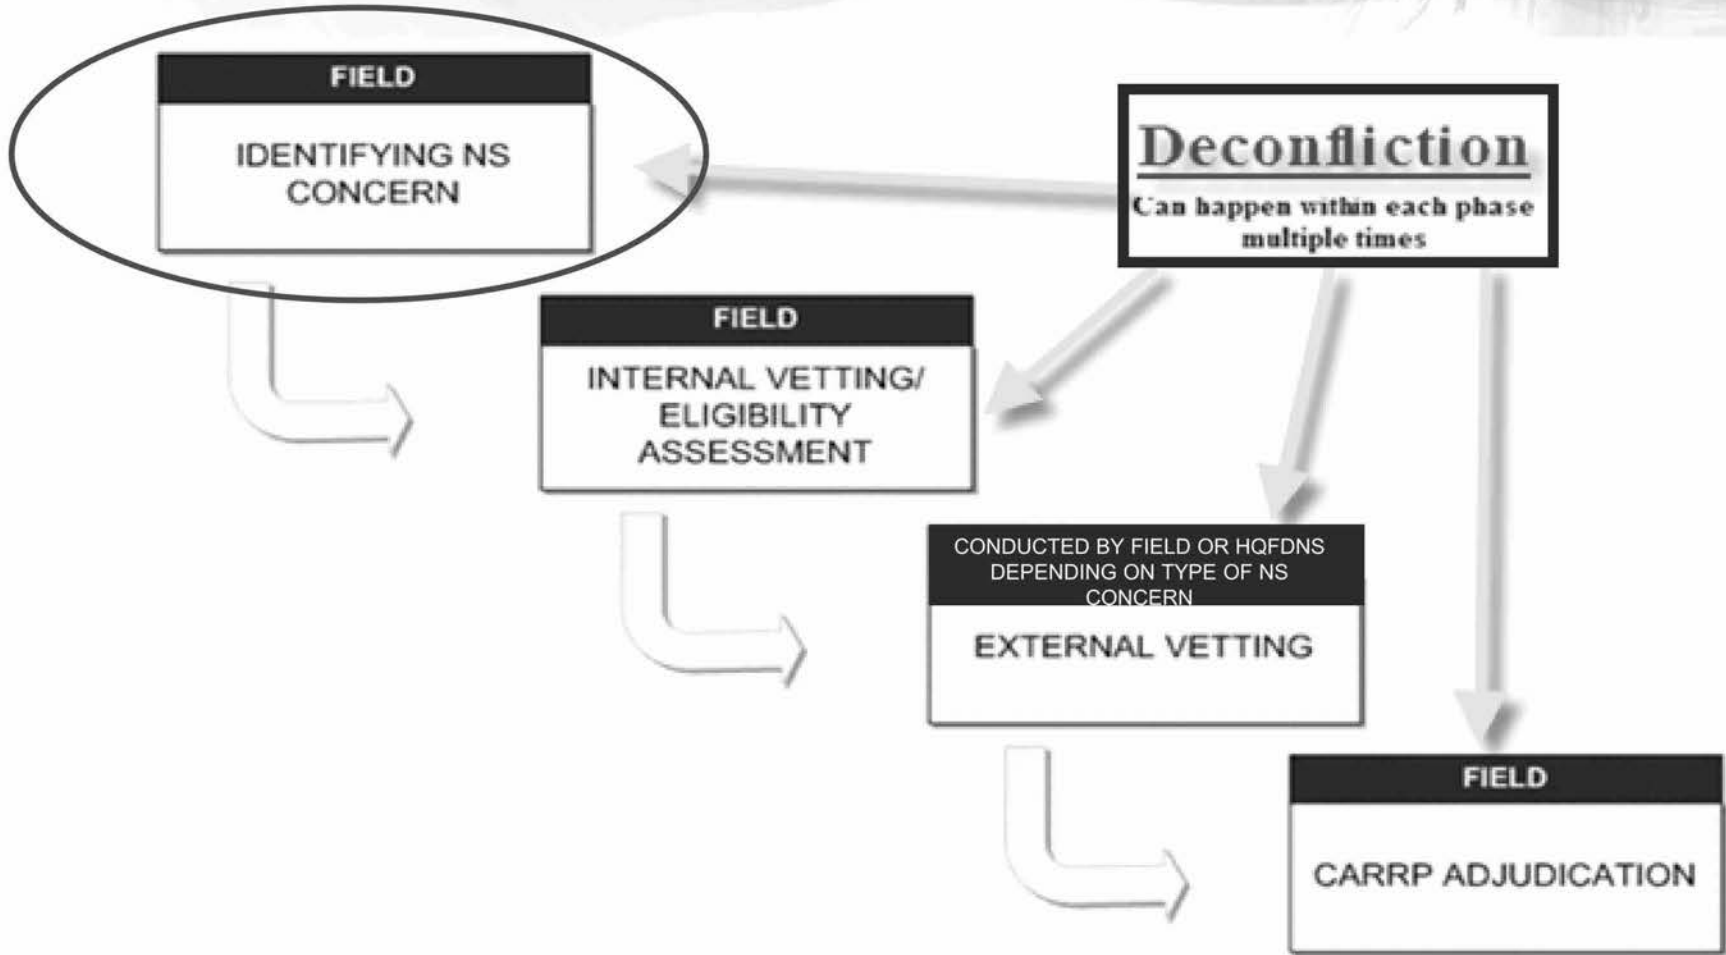 FIELD
IDENTIFYING NS
CONCERN
Deconfliction
Can happen within each phase
multiple times
FIELD
INTERNAL VETTING/
ELIGIBILITY
ASSESSMENT
CONDUCTED BY FIELD OR HQFDNS
DEPENDING ON TYPE OF NS
CONCERN
EXTERNAL VETTING
FIELD
CARRP ADJUDICATION